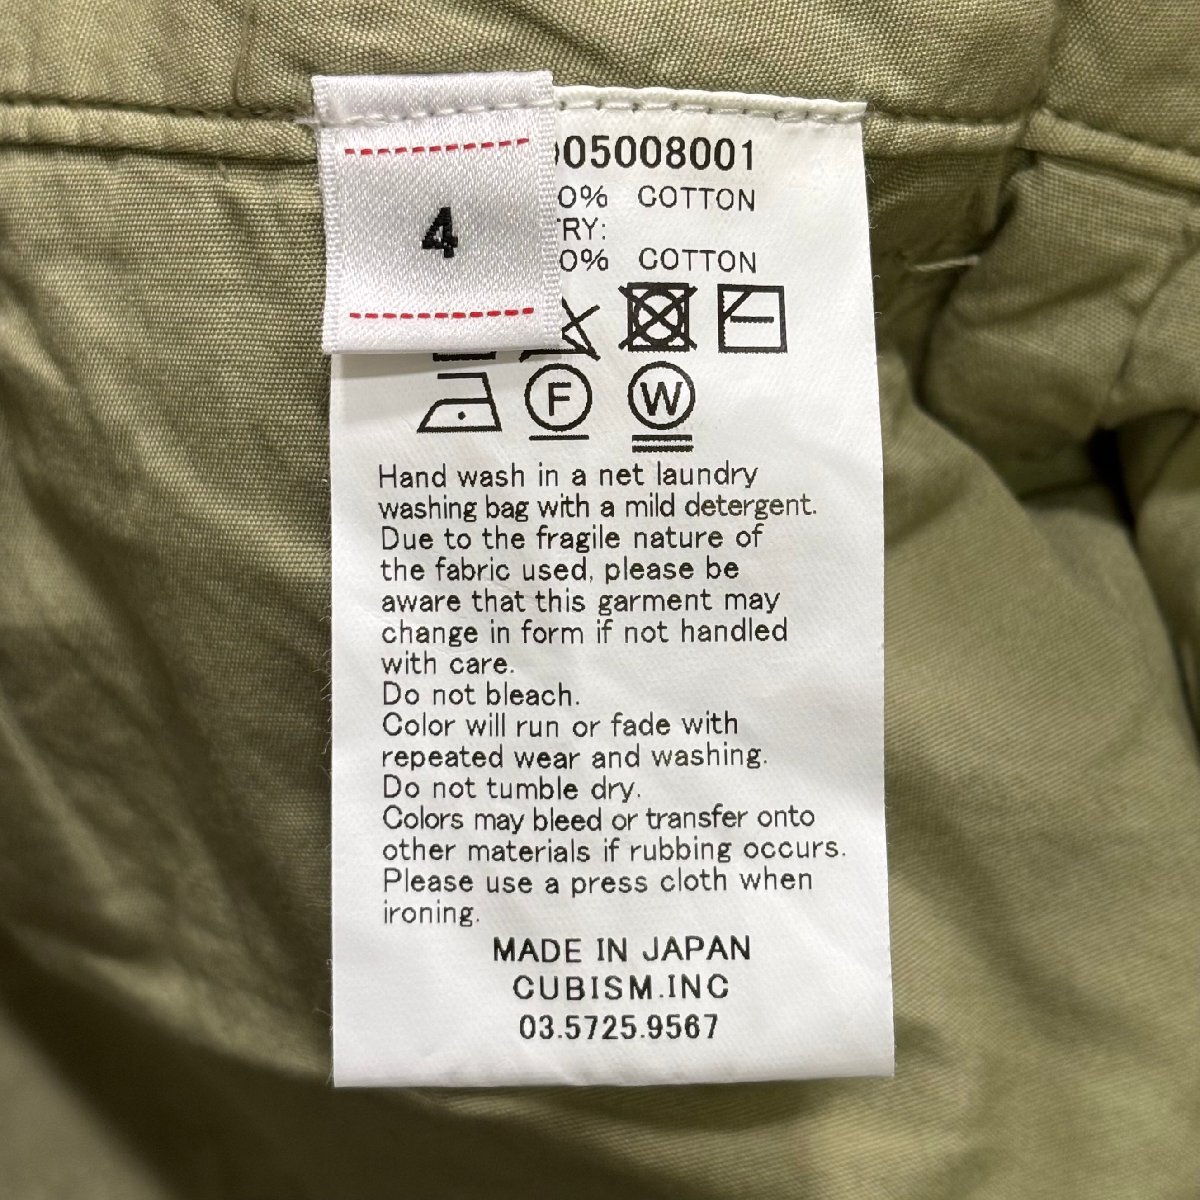 4
005008001
0% COTTON
TRY:
0% COTTON
F
W
Hand wash in a net laundry
washing bag with a mild detergent.
Due to the fragile nature of
the fabric used, please be
aware that this garment may
change in form if not handled
with care.
Do not bleach.
Color will run or fade with
repeated wear and washing.
Do not tumble dry.
Colors may bleed or transfer onto
other materials if rubbing occurs.
Please use a press cloth when
ironing.
MADE IN JAPAN
CUBISM.INC
03.5725.9567